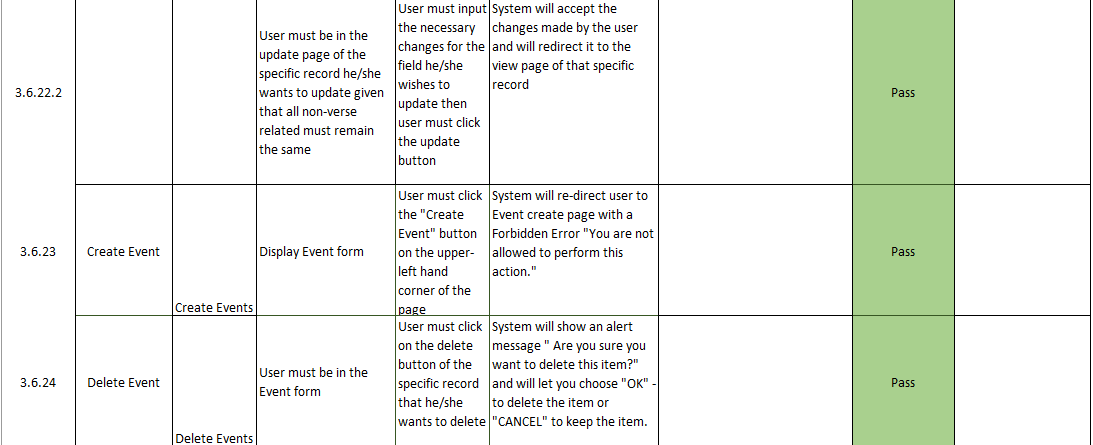 3.6.22.2
User must be in the
update page of the
specific record he/she
wants to update given
that all non-verse
related must remain
the same
User must input
the necessary
changes for the
field he/she
wishes to
update then
user must click
the update
button
System will accept the
changes made by the user
and will redirect it to the
view page of that specific
record
Pass
3.6.23
Create Event
Create Events
Display Event form
User must click
the "Create
Event" button
on the upper-
left hand
corner of the
page
System will re-direct user to
Event create page with a
Forbidden Error "You are not
allowed to perform this
action."
Pass
3.6.24
Delete Event
Delete Events
User must be in the
Event form
User must click
on the delete
button of the
specific record
that he/she
wants to delete
System will show an alert
message " Are you sure you
want to delete this item?"
and will let you choose "OK" -
to delete the item or
"CANCEL" to keep the item.
Pass